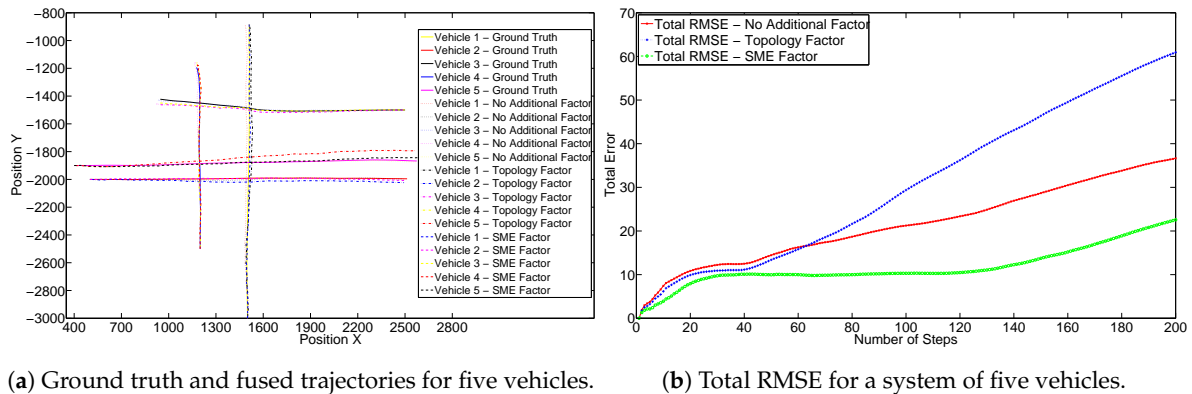 −800
−1000
−1200
−1400
−1600
−1800
−2000
−2200
−2400
−2600
−2800
−3000
400 700 1000 1300 1600 1900 2200 2500 2800
Position X
Position Y
Vehicle 1 − Ground Truth
Vehicle 2 − Ground Truth
Vehicle 3 − Ground Truth
Vehicle 4 − Ground Truth
Vehicle 5 − Ground Truth
Vehicle 1 − No Additional Factor
Vehicle 2 − No Additional Factor
Vehicle 3 − No Additional Factor
Vehicle 4 − No Additional Factor
Vehicle 5 − No Additional Factor
Vehicle 1 − Topology Factor
Vehicle 2 − Topology Factor
Vehicle 3 − Topology Factor
Vehicle 4 − Topology Factor
Vehicle 5 − Topology Factor
Vehicle 1 − SME Factor
Vehicle 2 − SME Factor
Vehicle 3 − SME Factor
Vehicle 4 − SME Factor
Vehicle 5 − SME Factor
(a) Ground truth and fused trajectories for five vehicles.
70
60
50
40
30
20
10
0
0 20 40 60 80 100 120 140 160 180 200
Number of Steps
Total Error
Total RMSE − No Additional Factor
Total RMSE − Topology Factor
Total RMSE − SME Factor
(b) Total RMSE for a system of five vehicles.